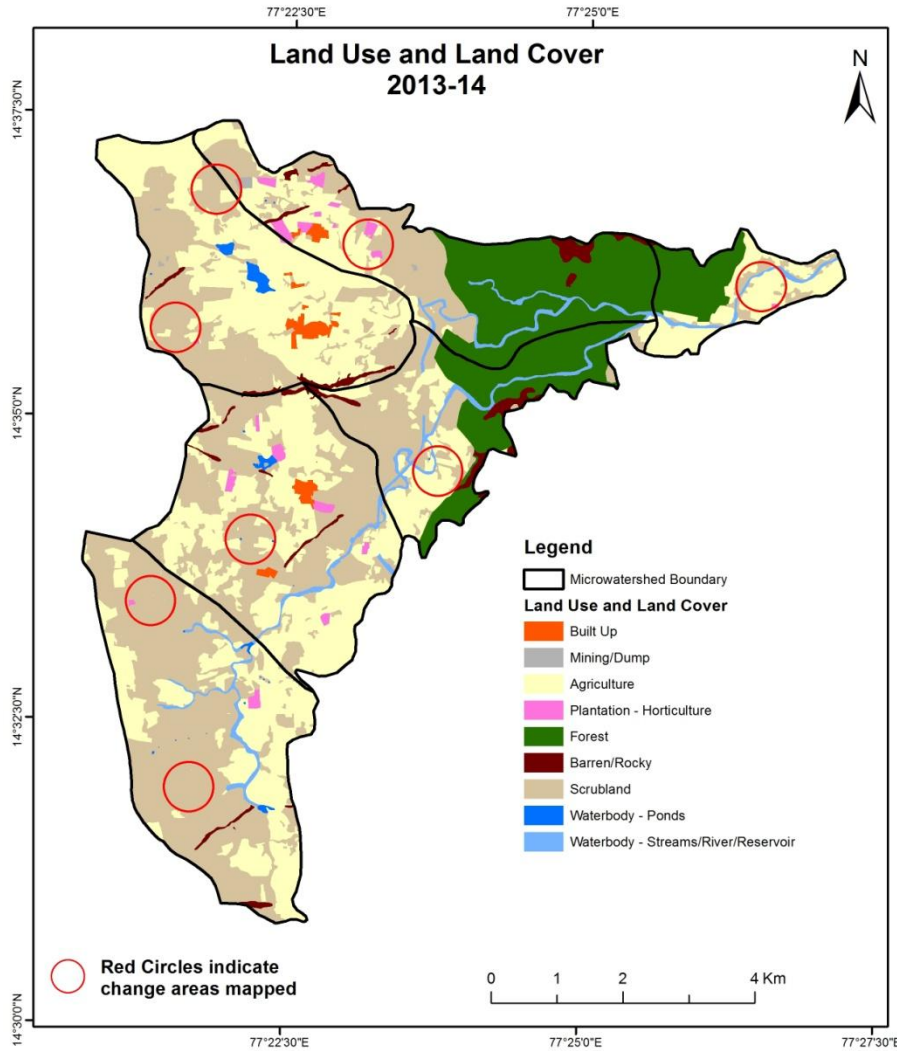 77°22'30"E
77°25'0"E
Land Use and Land Cover
2013-14
N
14°37'30"N
14°35'0"N
14°32'30"N
14°30'0"N
Legend
Microwatershed Boundary
Land Use and Land Cover
Built Up
Mining/Dump
Agriculture
Plantation - Horticulture
Forest
Barren/Rocky
Scrubland
Waterbody - Ponds
Waterbody - Streams/River/Reservoir
Red Circles indicate
change areas mapped
0 1 2 4 Km
77°22'30"E
77°25'0"E
77°27'30"E